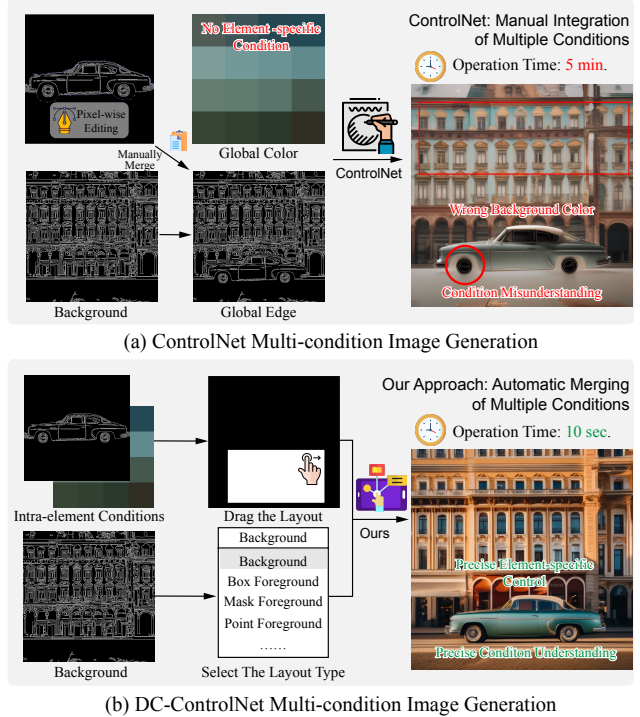 No Element -specific
Condition
ControlNet: Manual Integration
of Multiple Conditions
Operation Time: 5 min.
Pixel-wise
Editing
Manually
Merge
Global Color
ControlNet
Wrong Background Color
Condition Misunderstanding
Background
Global Edge
(a) ControlNet Multi-condition Image Generation
Our Approach: Automatic Merging
of Multiple Conditions
Operation Time: 10 sec.
Intra-element Conditions
Drag the Layout
Ours
Background
Background
Box Foreground
Mask Foreground
Point Foreground
......
Precise Element-specific
Control
Precise Conditon Understanding
Background
Select The Layout Type
(b) DC-ControlNet Multi-condition Image Generation